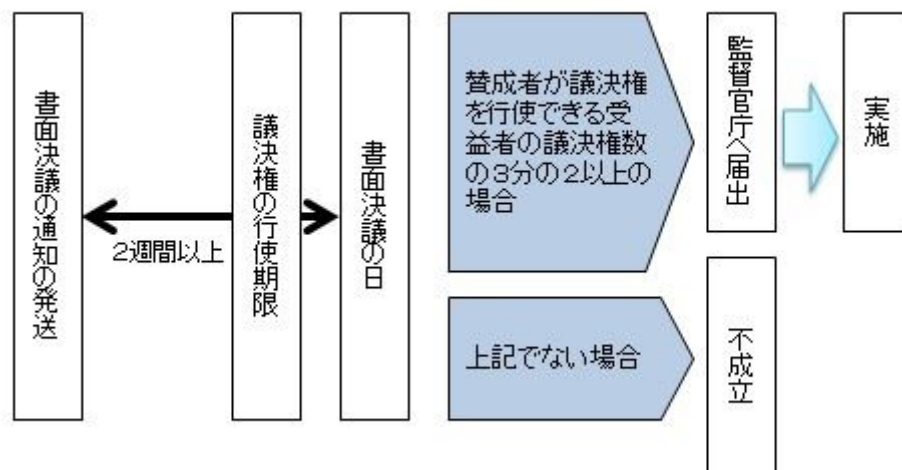 書面決議の通知の発送
2週間以上
議決権の行使期限
書面決議の日
賛成者が議決権
を行使できる受
益者の議決権数
の3分の2以上の
場合
監督官庁へ届出
実施
上記でない場合
不成立